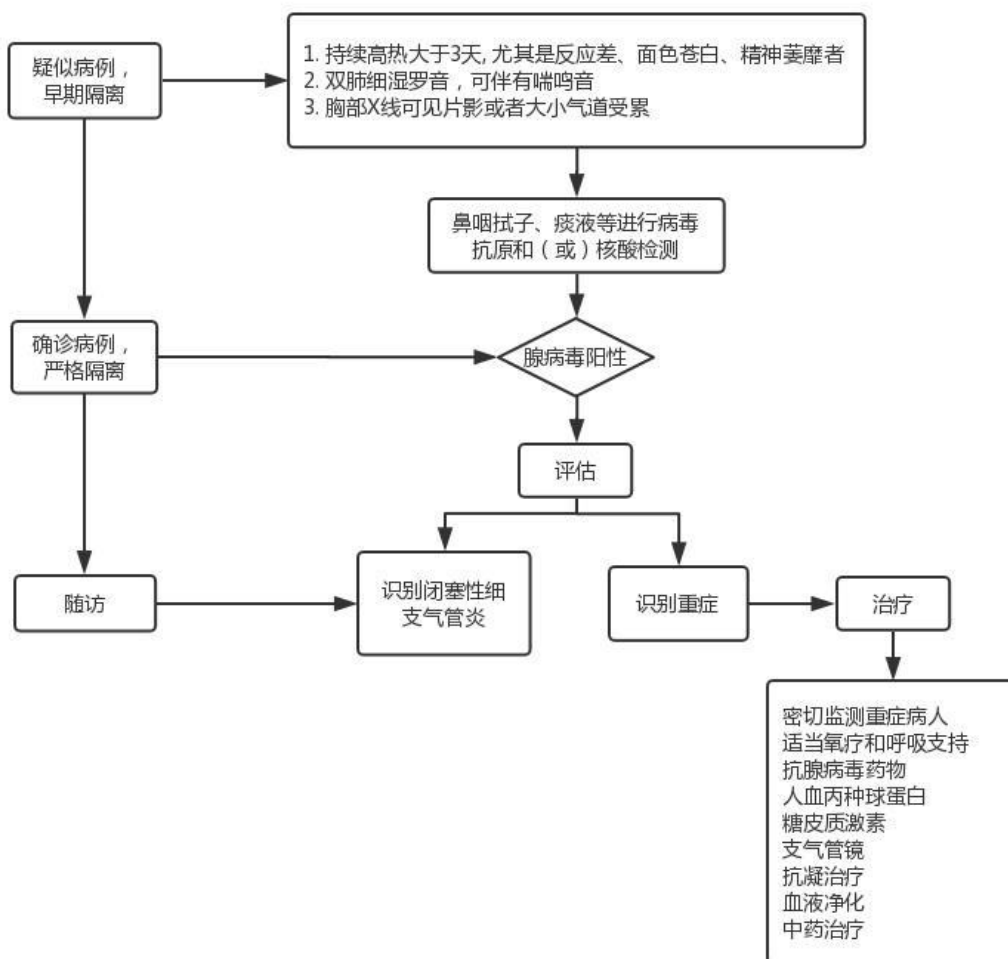 疑似病例，
早期隔离
1. 持续高热大于3天, 尤其是反应差、面色苍白、精神萎靡者
2. 双肺细湿罗音，可伴有喘鸣音
3. 胸部X线可见片影或者大小气道受累
鼻咽拭子、痰液等进行病毒
抗原和（或）核酸检测
确诊病例，
严格隔离
腺病毒阳性
评估
随访
识别闭塞性细
支气管炎
识别重症
治疗
密切监测重症病人
适当氧疗和呼吸支持
抗腺病毒药物
人血丙种球蛋白
糖皮质激素
支气管镜
抗凝治疗
血液净化
中药治疗